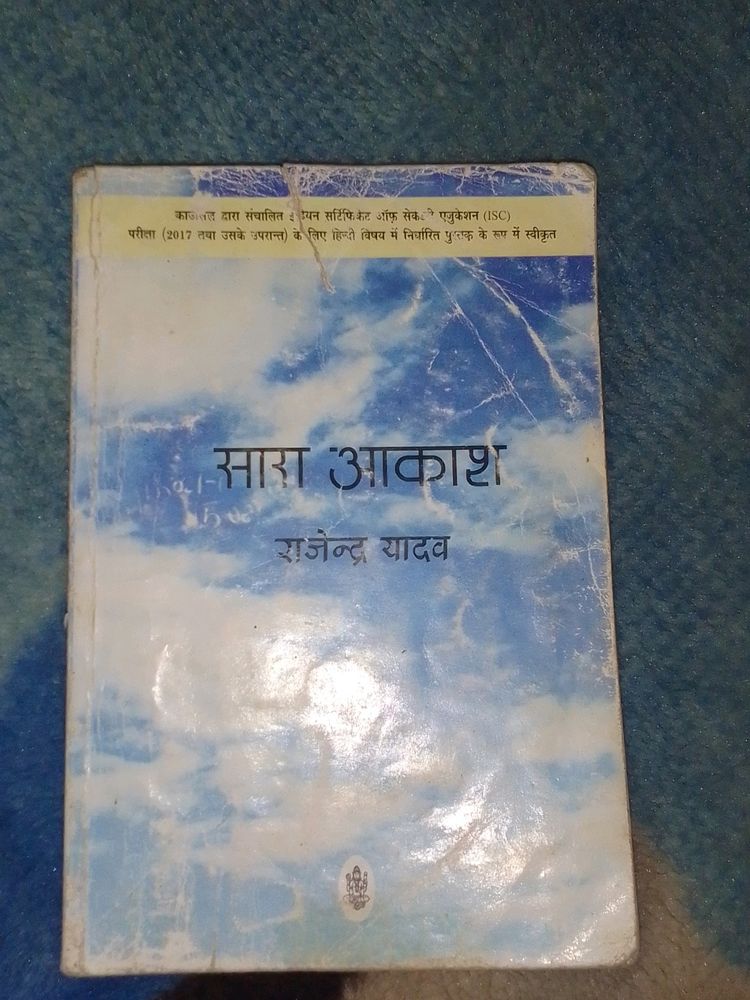 द्वारा संचालित इंडियन सर्टिफिकेट ऑफ़ सेकेंडरी एजुकेशन (ISC)
परीक्षा (2017 तथा उसके उपरान्त) के लिए हिन्दी विषय में निर्धारित पुस्तक के रूप में स्वीकृत
सारा आकाश
राजेन्द्र यादव